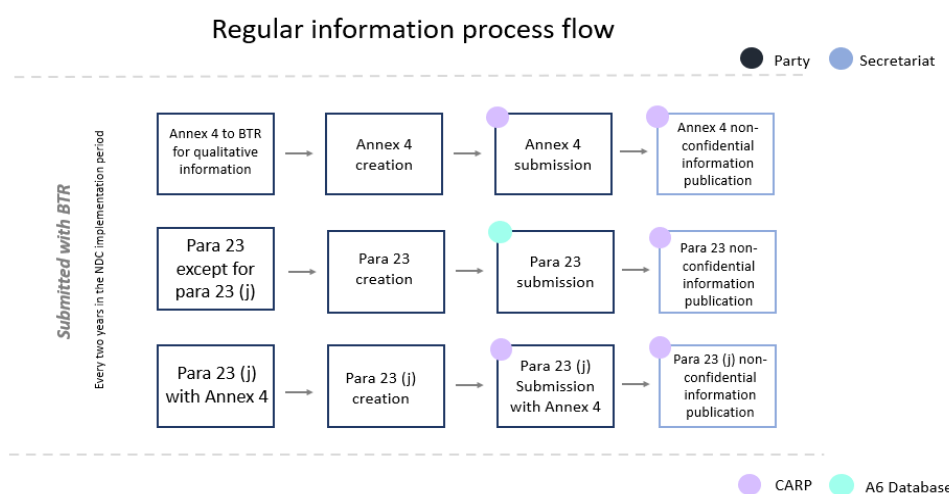 Regular information process flow
Party
Secretariat
Submitted with BTR
Every two years in the NDC implementation period
Annex 4 to BTR
for qualitative
information
Annex 4
creation
Annex 4
submission
Annex 4 non-
confidential
information
publication
Para 23
except for
para 23 (j)
Para 23
creation
Para 23
submission
Para 23 non-
confidential
information
publication
Para 23 (j)
with Annex 4
Para 23 (j)
creation
Para 23 (j)
Submission
with Annex 4
Para 23 (j) non-
confidential
information
publication
CARP
A6 Database